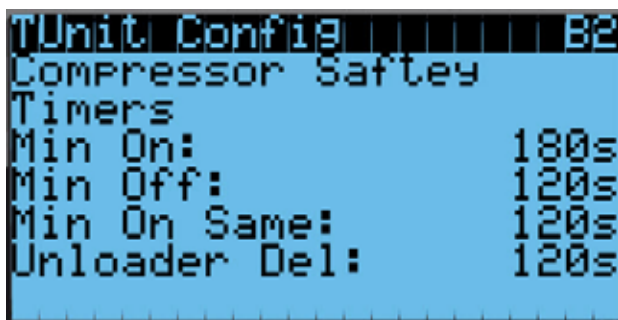 TUnit Config B2
Compressor Saftey
Timers
Min On: 180s
Min Off: 120s
Min On Same: 120s
Unloader Del: 120s